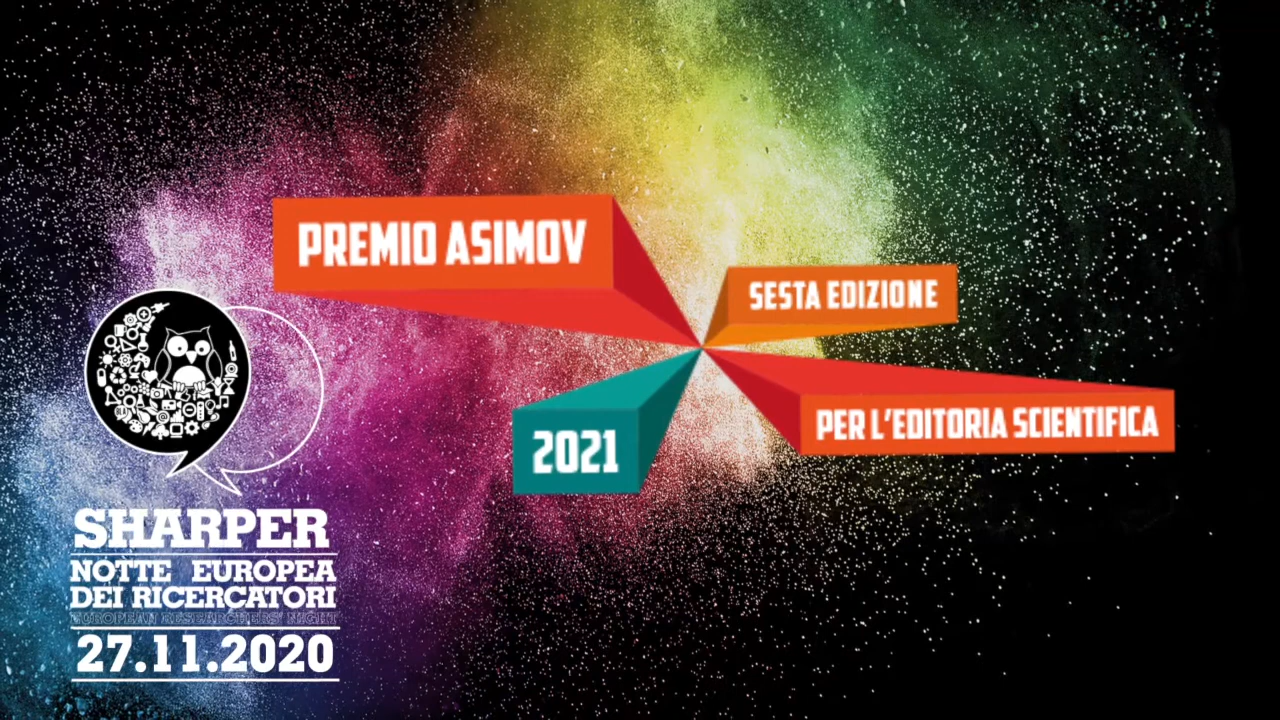 PREMIO ASIMOV
SESTA EDIZIONE
PER L'EDITORIA SCIENTIFICA
2021
SHARPER
NOTTE EUROPEA
DEI RICERCATORI
EUROPEAN RESEARCHERS' NIGHT
27.11.2020